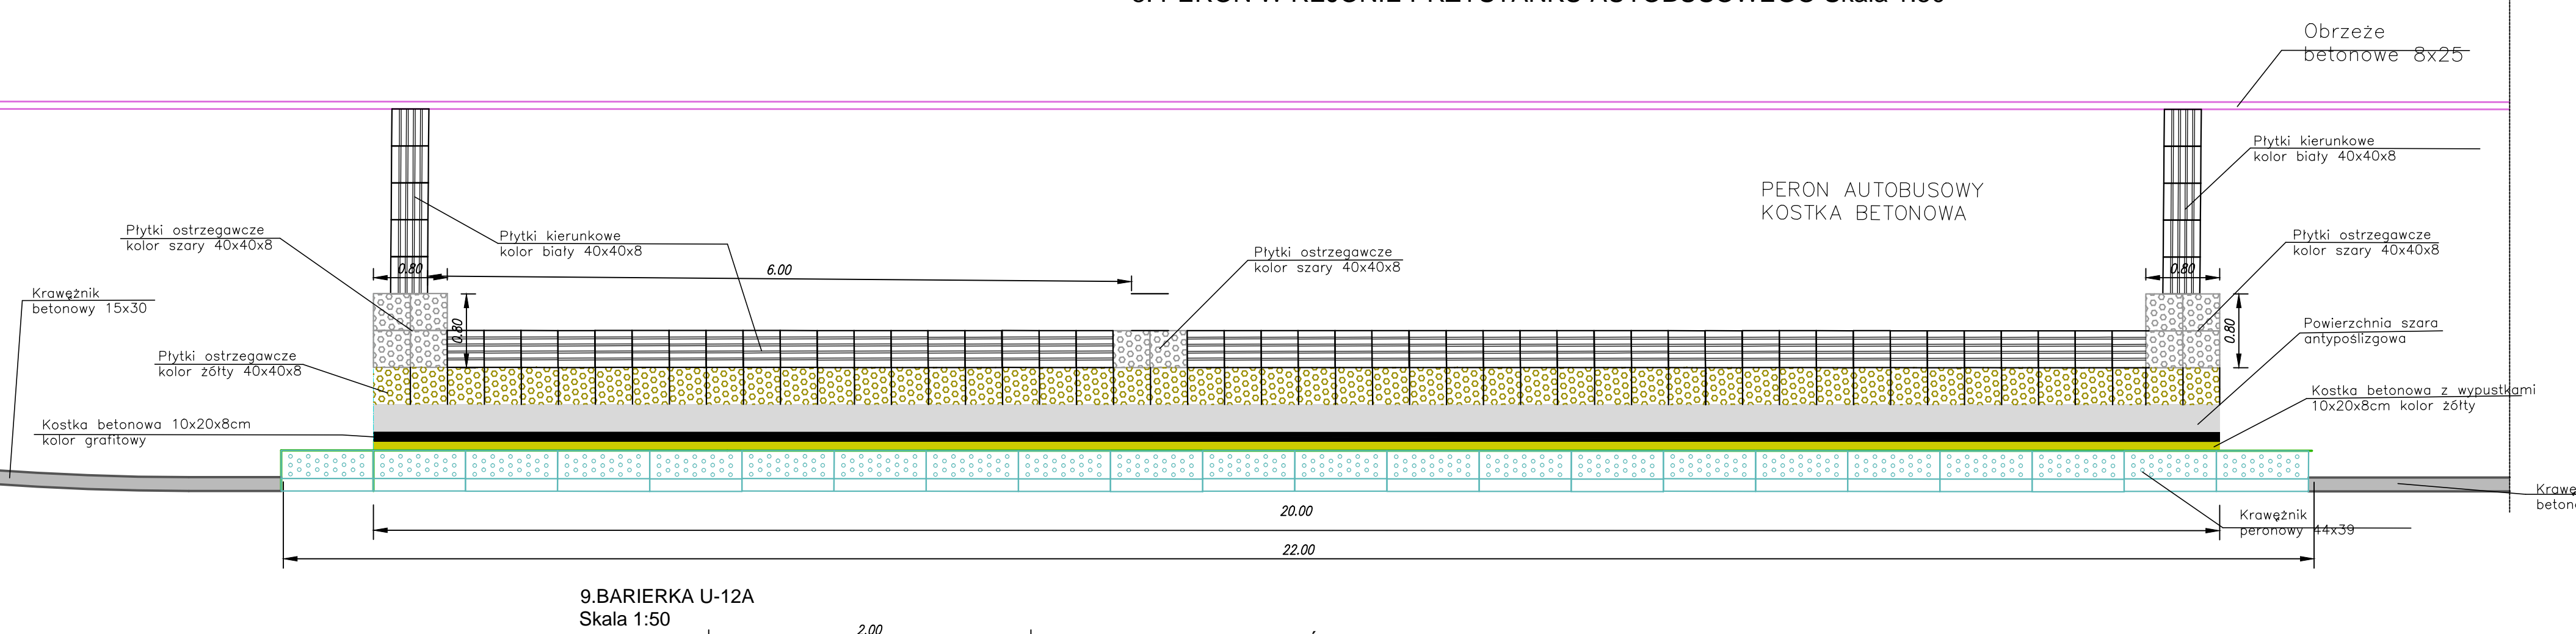 Obrzeże
betonowe 8x25
Płytki kierunkowe
kolor biały 40x40x8
PERON AUTOBUSOWY
KOSTKA BETONOWA
Płytki ostrzegawcze
kolor szary 40x40x8
Płytki kierunkowe
kolor biały 40x40x8
Płytki ostrzegawcze
kolor szary 40x40x8
Płytki ostrzegawcze
kolor szary 40x40x8
0.80
6.00
0.80
Krawężnik
betonowy 15x30
0.80
0.80
Powierzchnia szara
antypoślizgowa
Płytki ostrzegawcze
kolor żółty 40x40x8
Kostka betonowa z wypustkami
10x20x8cm kolor żółty
Kostka betonowa 10x20x8cm
kolor grafitowy
20.00
Krawężnik
peronowy 44x39
22.00
9.BARIERKA U-12A
Skala 1:50
2.00